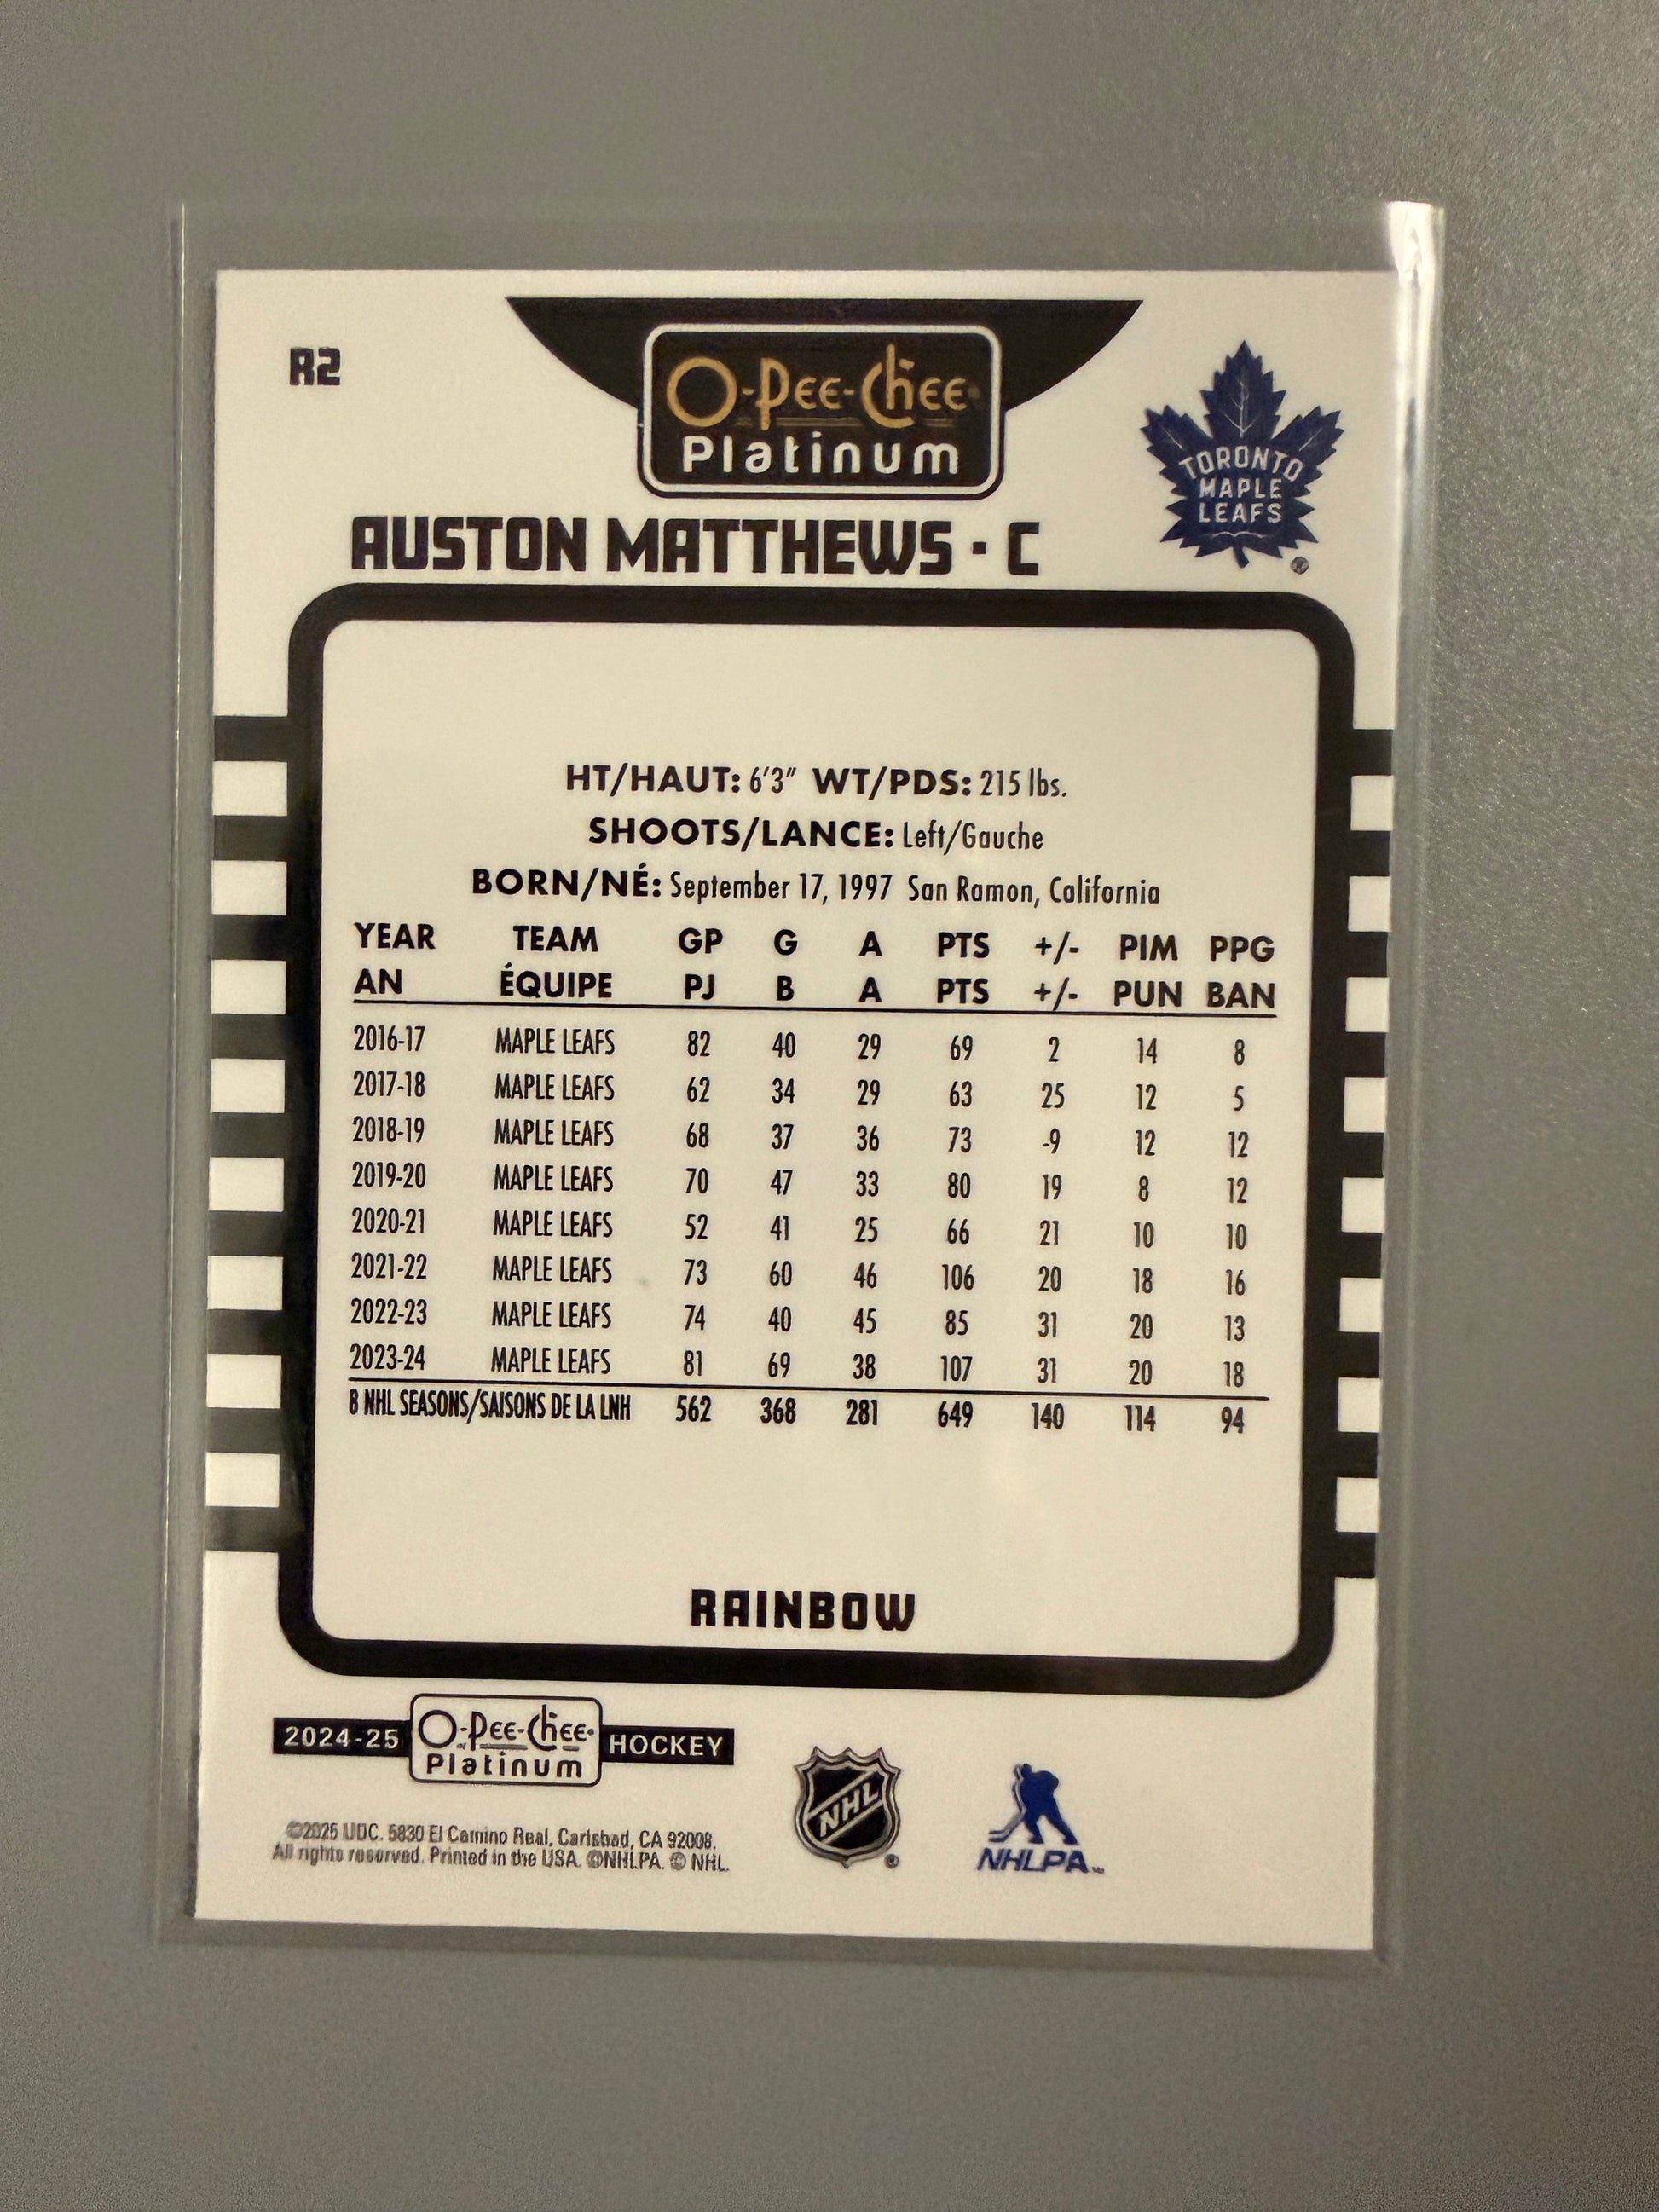 R2
O-Pee-Chee
Platinum
TORONTO
MAPLE
LEAFS
AUSTON MATTHEWS · C
HT/HAUT: 6'3" WT/PDS: 215 lbs.
SHOOTS/LANCE: Left/Gauche
BORN/NÉ: September 17, 1997 San Ramon, California
YEAR TEAM GP G A PTS +/- PIM PPG
AN ÉQUIPE PJ B A PTS +/- PUN BAN
2016-17 MAPLE LEAFS 82 40 29 69 2 14 8
2017-18 MAPLE LEAFS 62 34 29 63 25 12 5
2018-19 MAPLE LEAFS 68 37 36 73 -9 12 12
2019-20 MAPLE LEAFS 70 47 33 80 19 8 12
2020-21 MAPLE LEAFS 52 41 25 66 21 10 10
2021-22 MAPLE LEAFS 73 60 46 106 20 18 16
2022-23 MAPLE LEAFS 74 40 45 85 31 20 13
2023-24 MAPLE LEAFS 81 69 38 107 31 20 18
8 NHL SEASONS/SAISONS DE LA LNH 562 368 281 649 140 114 94
RAINBOW
2024-25 O-Pee-Chee Platinum HOCKEY
©2025 UDC. 5830 El Camino Real, Carlsbad, CA 92008.
All rights reserved. Printed in the USA. ©NHLPA. © NHL.
NHL
NHLPA™